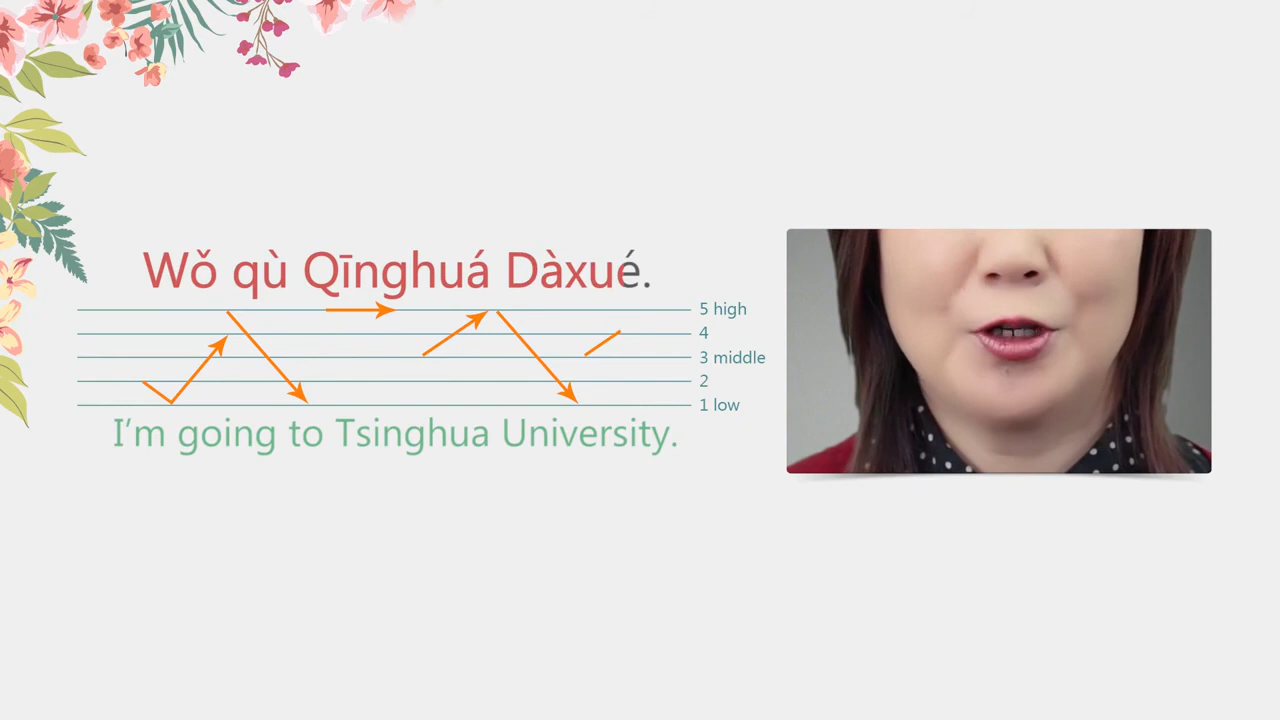 Wǒ qù Qīnghuá Dàxué.
5 high
4
3 middle
2
1 low
I'm going to Tsinghua University.